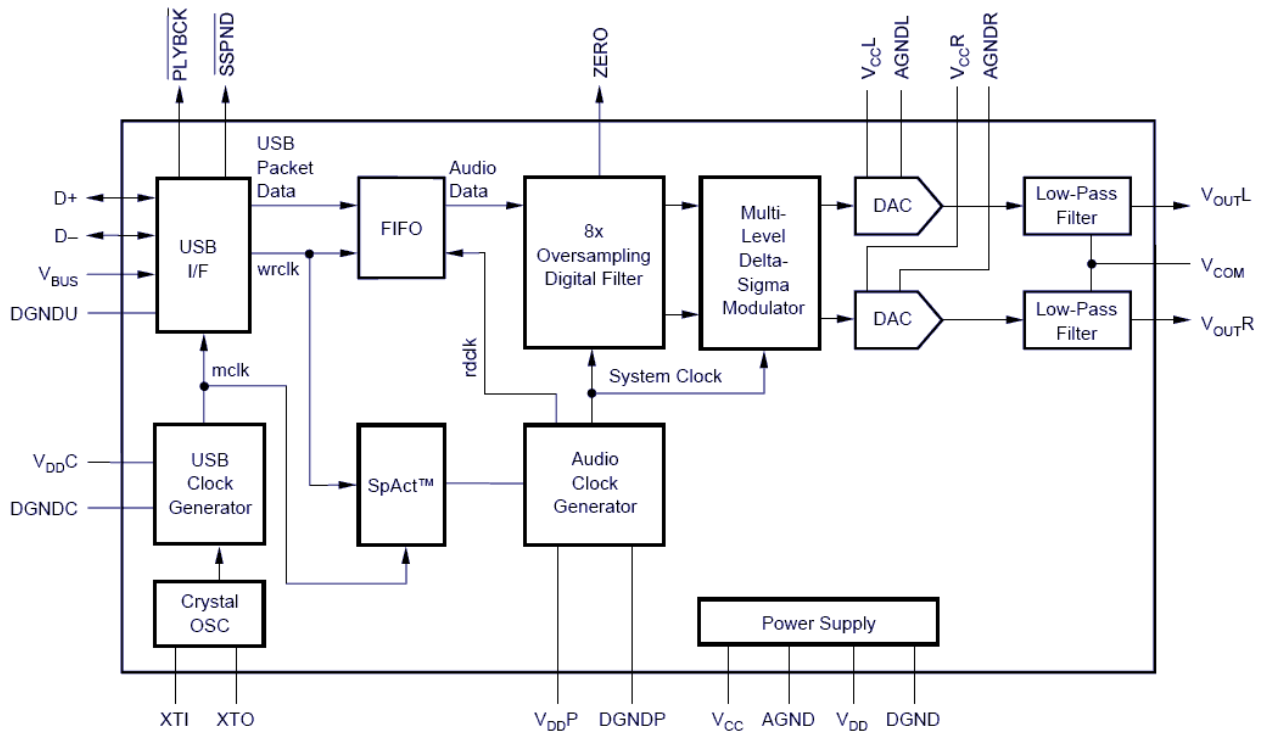 PLYBCK
SSPND
ZERO
VCCL
AGNDL
VCCR
AGNDR
D+
D–
VBUS
DGNDU
USB
I/F
USB
Packet
Data
wrclk
FIFO
Audio
Data
8x
Oversampling
Digital Filter
Multi-
Level
Delta-
Sigma
Modulator
DAC
DAC
Low-Pass
Filter
Low-Pass
Filter
VOUTL
VCOM
VOUTR
mclk
rdclk
System Clock
VDDC
DGNDC
USB
Clock
Generator
SpAct™
Audio
Clock
Generator
Crystal
OSC
Power Supply
XTI
XTO
VDDP
DGNDP
VCC
AGND
VDD
DGND